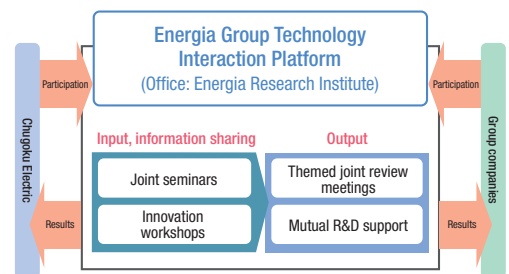 Energia Group Technology
Interaction Platform
(Office: Energia Research Institute)
Participation
Participation
Chugoku Electric
Group companies
Input, information sharing
Output
Joint seminars
Themed joint review
meetings
Innovation
workshops
Mutual R&D support
Results
Results